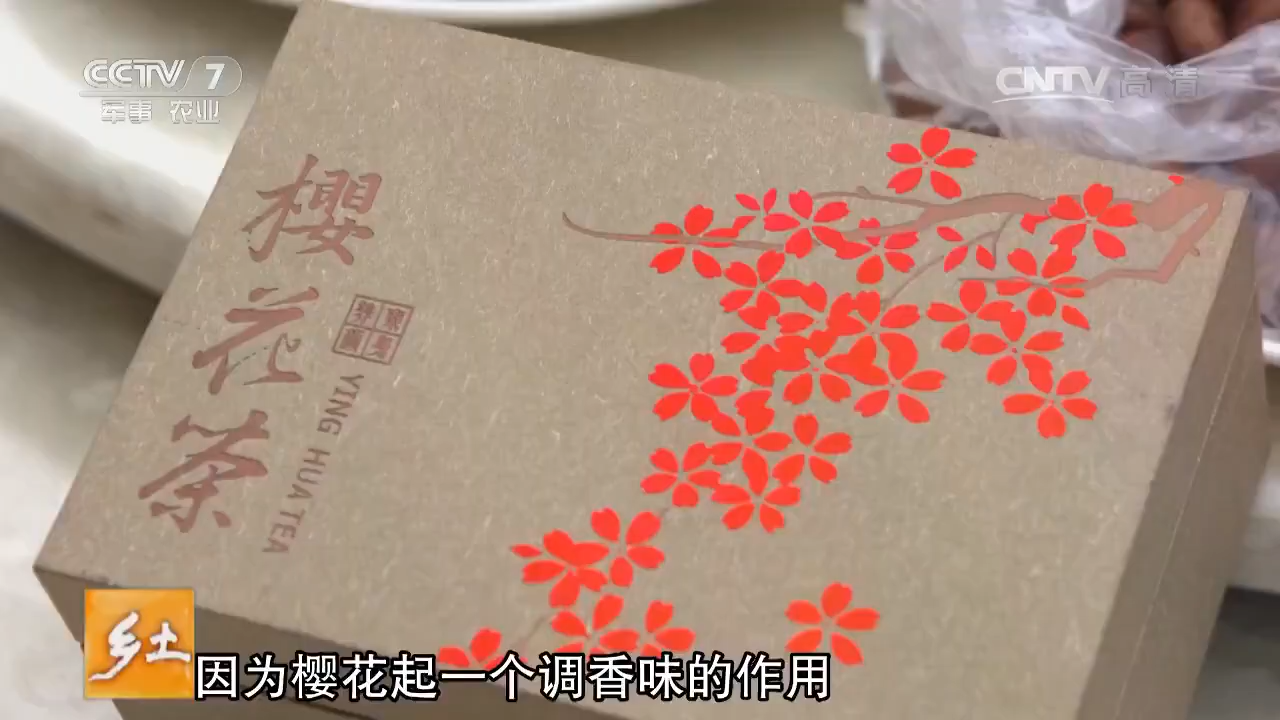 CCTV 7
军事 农业
CNTV 高清
櫻花茶
YING HUA TEA
乡土
因为樱花起一个调香味的作用